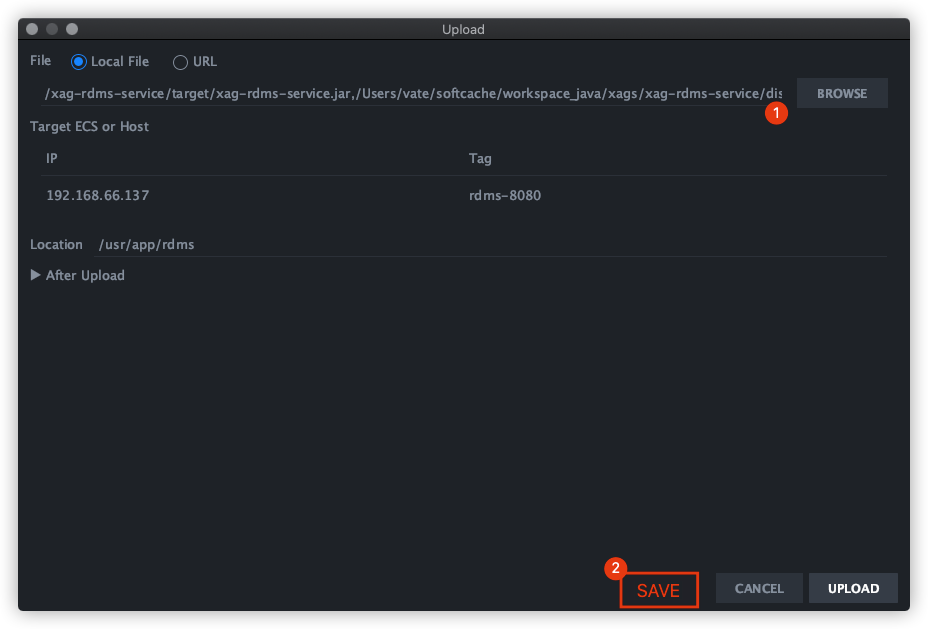 Upload
File Local File URL
/xag-rdms-service/target/xag-rdms-service.jar,/Users/vate/softcache/workspace_java/xags/xag-rdms-service/dis BROWSE
1
Target ECS or Host
IP Tag
192.168.66.137 rdms-8080
Location /usr/app/rdms
After Upload
2
SAVE CANCEL UPLOAD